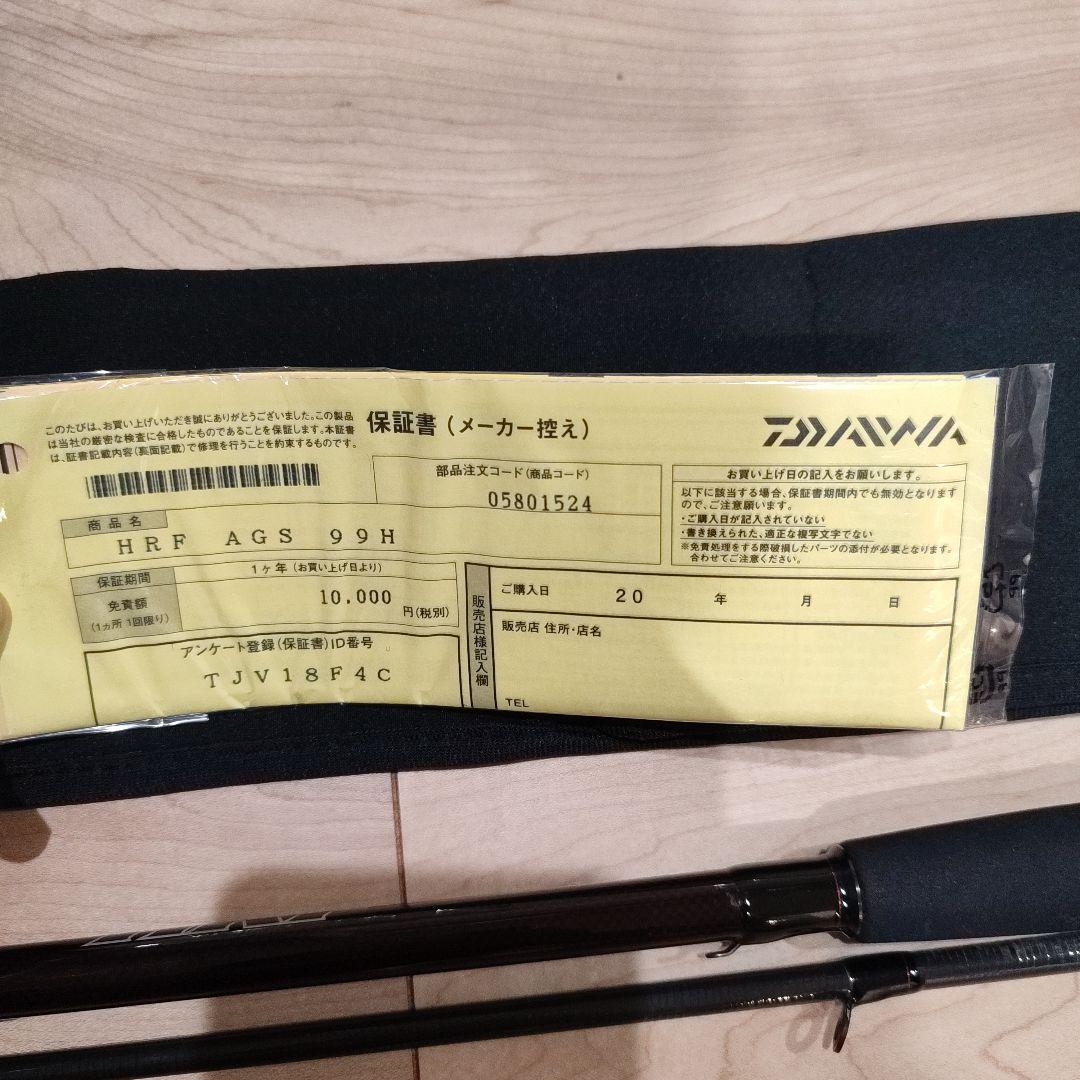 このたびは、お買い上げいただき誠にありがとうございました。この製品
は当社の厳密な検査に合格したものであることを保証します。本証書
は、証書記載内容(裏面記載)で修理を行うことを約束するものです。
保証書(メーカー控え)
DAIWA
部品注文コード(商品コード)
05801524
商品名
HRF AGS 99H
保証期間
1ヶ年(お買い上げ日より)
免責額
(1ヵ所1回限り)
10.000 円(税別)
アンケート登録(保証書)ID番号
TJV18F4C
お買い上げ日の記入をお願いします。
以下に該当する場合、保証書期間内でも無効となります
ので、ご注意願います。
・ご購入日が記入されていない
・書き換えられた、適正な複写文字でない
※免責処理をする際破損したパーツの添付が必要となります。
合わせてご注意ください。
販売店様記入欄
ご購入日 20 年 月 日
販売店 住所・店名
TEL